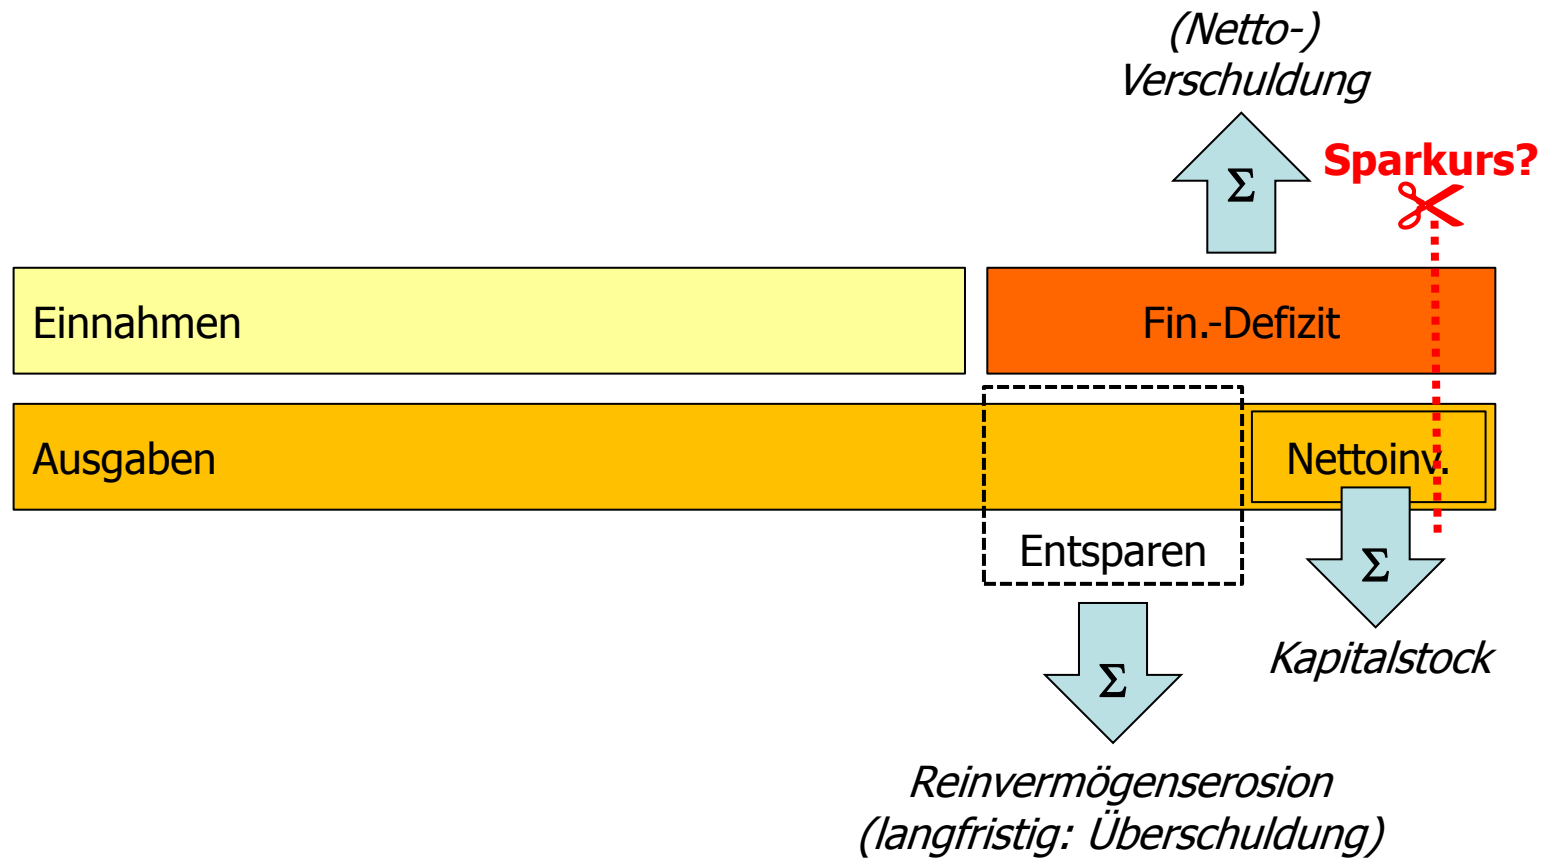 (Netto-)
Verschuldung
Sparkurs?
Σ
Einnahmen
Fin.-Defizit
Ausgaben
Nettoinv.
Entsparen
Σ
Kapitalstock
Σ
Reinvermögenserosion
(langfristig: Überschuldung)